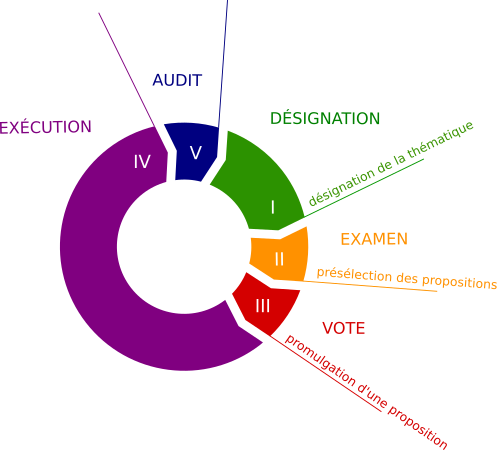 AUDIT
DÉSIGNATION
EXÉCUTION
V
IV
désignation de la thématique
I
EXAMEN
II
présélection des propositions
III
VOTE
promulgation d'une proposition